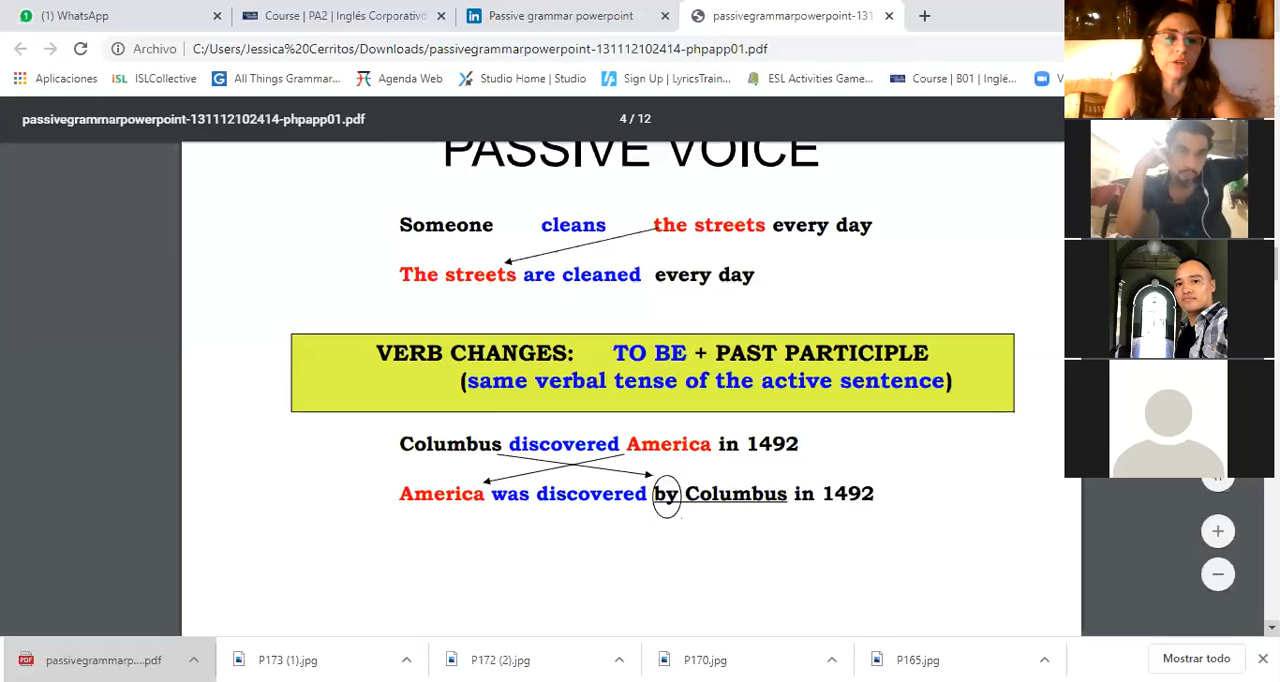 (1) WhatsApp
Course | PA2 | Inglés Corporativo
Passive grammar powerpoint
passivegrammarpowerpoint-131
Archivo
C:/Users/Jessica%20Cerritos/Downloads/passivegrammarpowerpoint-131112102414-phpapp01.pdf
Aplicaciones
iSL ISLCollective
G All Things Grammar...
Agenda Web
Studio Home | Studio
Sign Up | LyricsTrain...
ESL Activities Game...
Course | B01 | Inglé...
passivegrammarpowerpoint-131112102414-phpapp01.pdf
4 / 12
PASSIVE VOICE
Someone cleans the streets every day
The streets are cleaned every day
VERB CHANGES: TO BE + PAST PARTICIPLE
(same verbal tense of the active sentence)
Columbus discovered America in 1492
America was discovered by Columbus in 1492
passivegrammarp....pdf
P173 (1).jpg
P172 (2).jpg
P170.jpg
P165.jpg
Mostrar todo